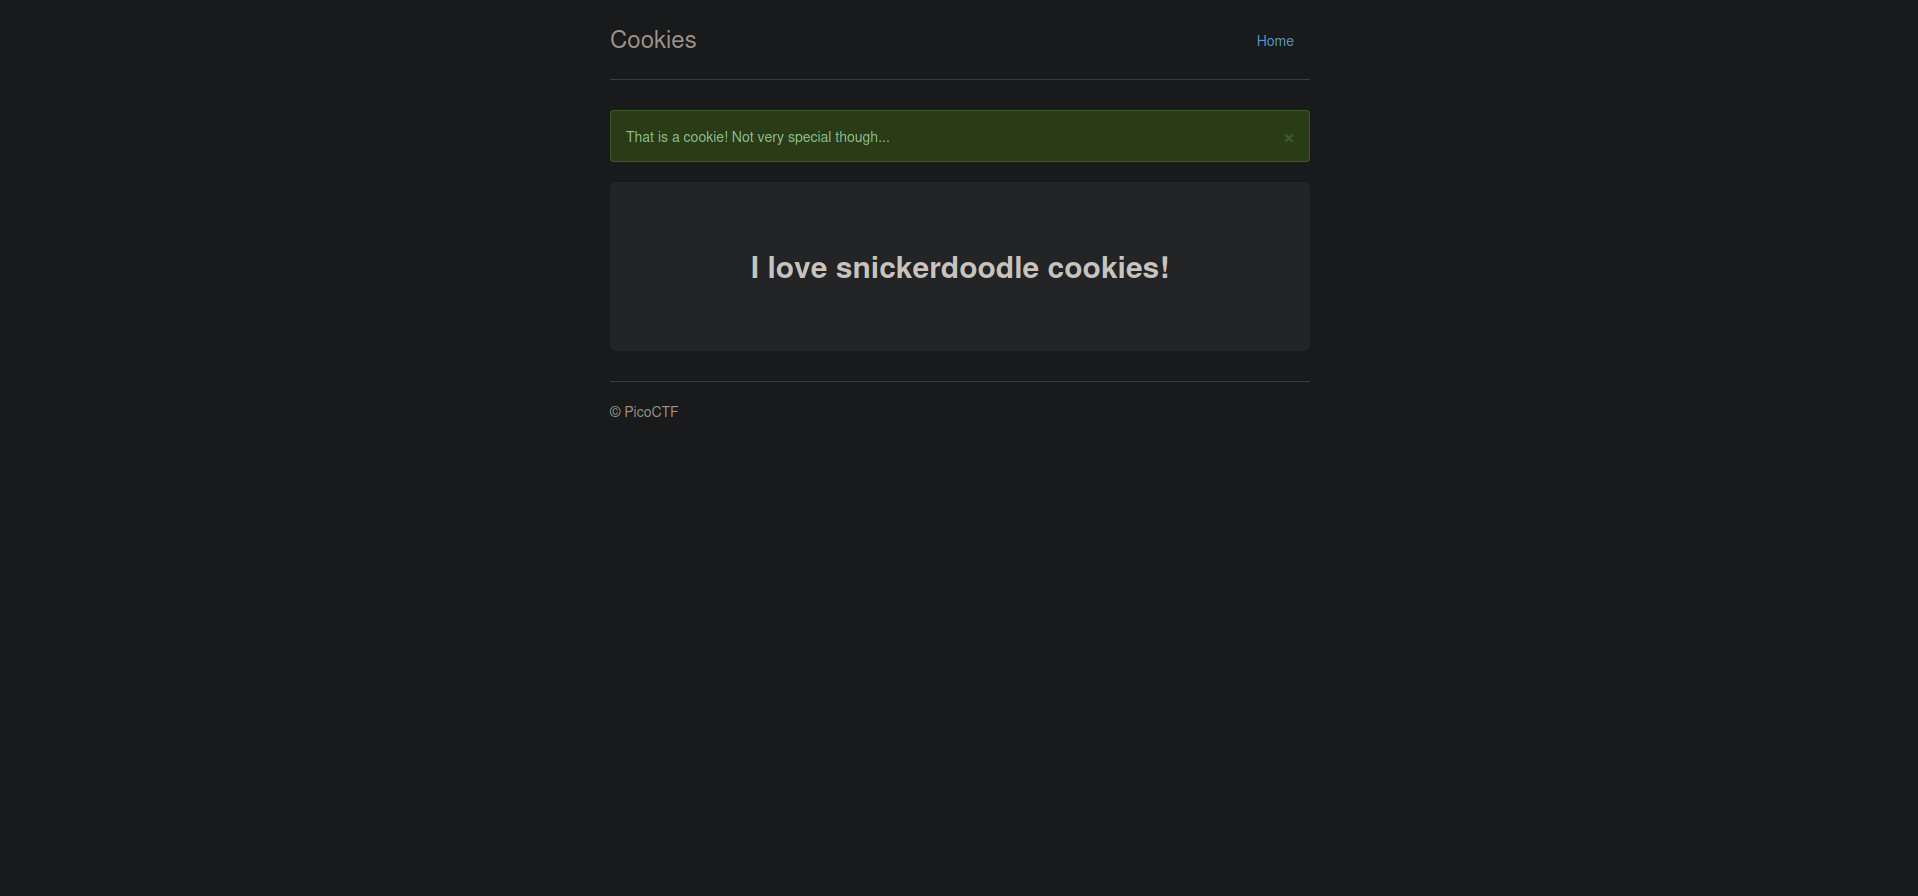 Cookies
Home
That is a cookie! Not very special though...
×
I love snickerdoodle cookies!
© PicoCTF